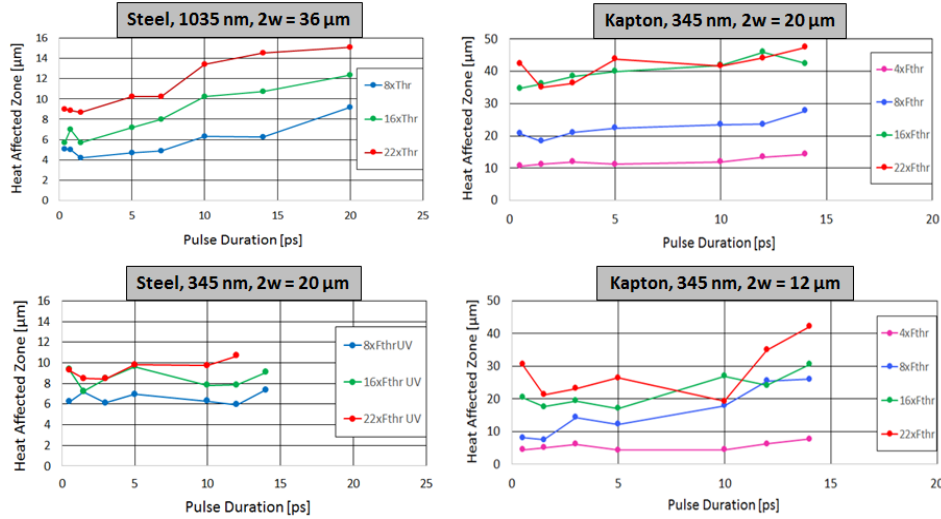 Steel, 1035 nm, 2w = 36 µm
Heat Affected Zone [µm]
16
14
12
10
8
6
4
2
0
0 5 10 15 20 25
Pulse Duration [ps]
8xThr
16xThr
22xThr
Kapton, 345 nm, 2w = 20 µm
Heat Affected Zone [µm]
50
40
30
20
10
0
0 5 10 15 20
Pulse Duration [ps]
4xFthr
8xFthr
16xFthr
22xFthr
Steel, 345 nm, 2w = 20 µm
Heat Affected Zone [µm]
16
14
12
10
8
6
4
2
0
0 5 10 15 20 25
Pulse Duration [ps]
8xFthrUV
16xFthr UV
22xFthr UV
Kapton, 345 nm, 2w = 12 µm
Heat Affected Zone [µm]
50
40
30
20
10
0
0 5 10 15 20
Pulse Duration [ps]
4xFthr
8xFthr
16xFthr
22xFthr